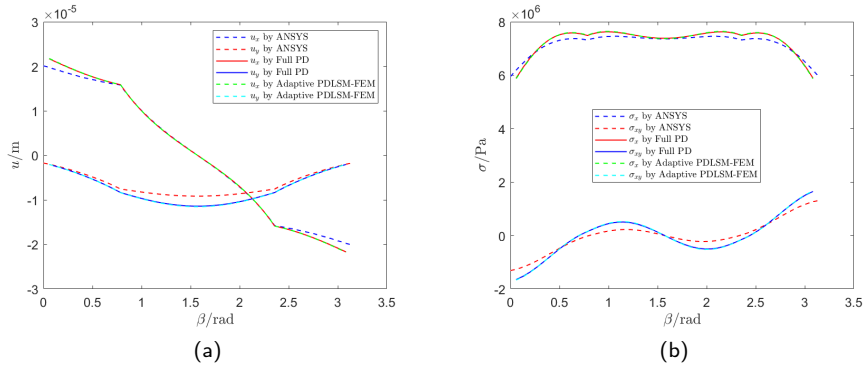 ×10⁻⁵
3
2
1
0
-1
-2
-3
u/m
0 0.5 1 1.5 2 2.5 3 3.5
β/rad
u_x by ANSYS
u_y by ANSYS
u_x by Full PD
u_y by Full PD
u_x by Adaptive PDLSM-FEM
u_y by Adaptive PDLSM-FEM
(a)
×10⁶
8
6
4
2
0
-2
σ/Pa
0 0.5 1 1.5 2 2.5 3 3.5
β/rad
σ_x by ANSYS
σ_xy by ANSYS
σ_x by Full PD
σ_xy by Full PD
σ_x by Adaptive PDLSM-FEM
σ_xy by Adaptive PDLSM-FEM
(b)